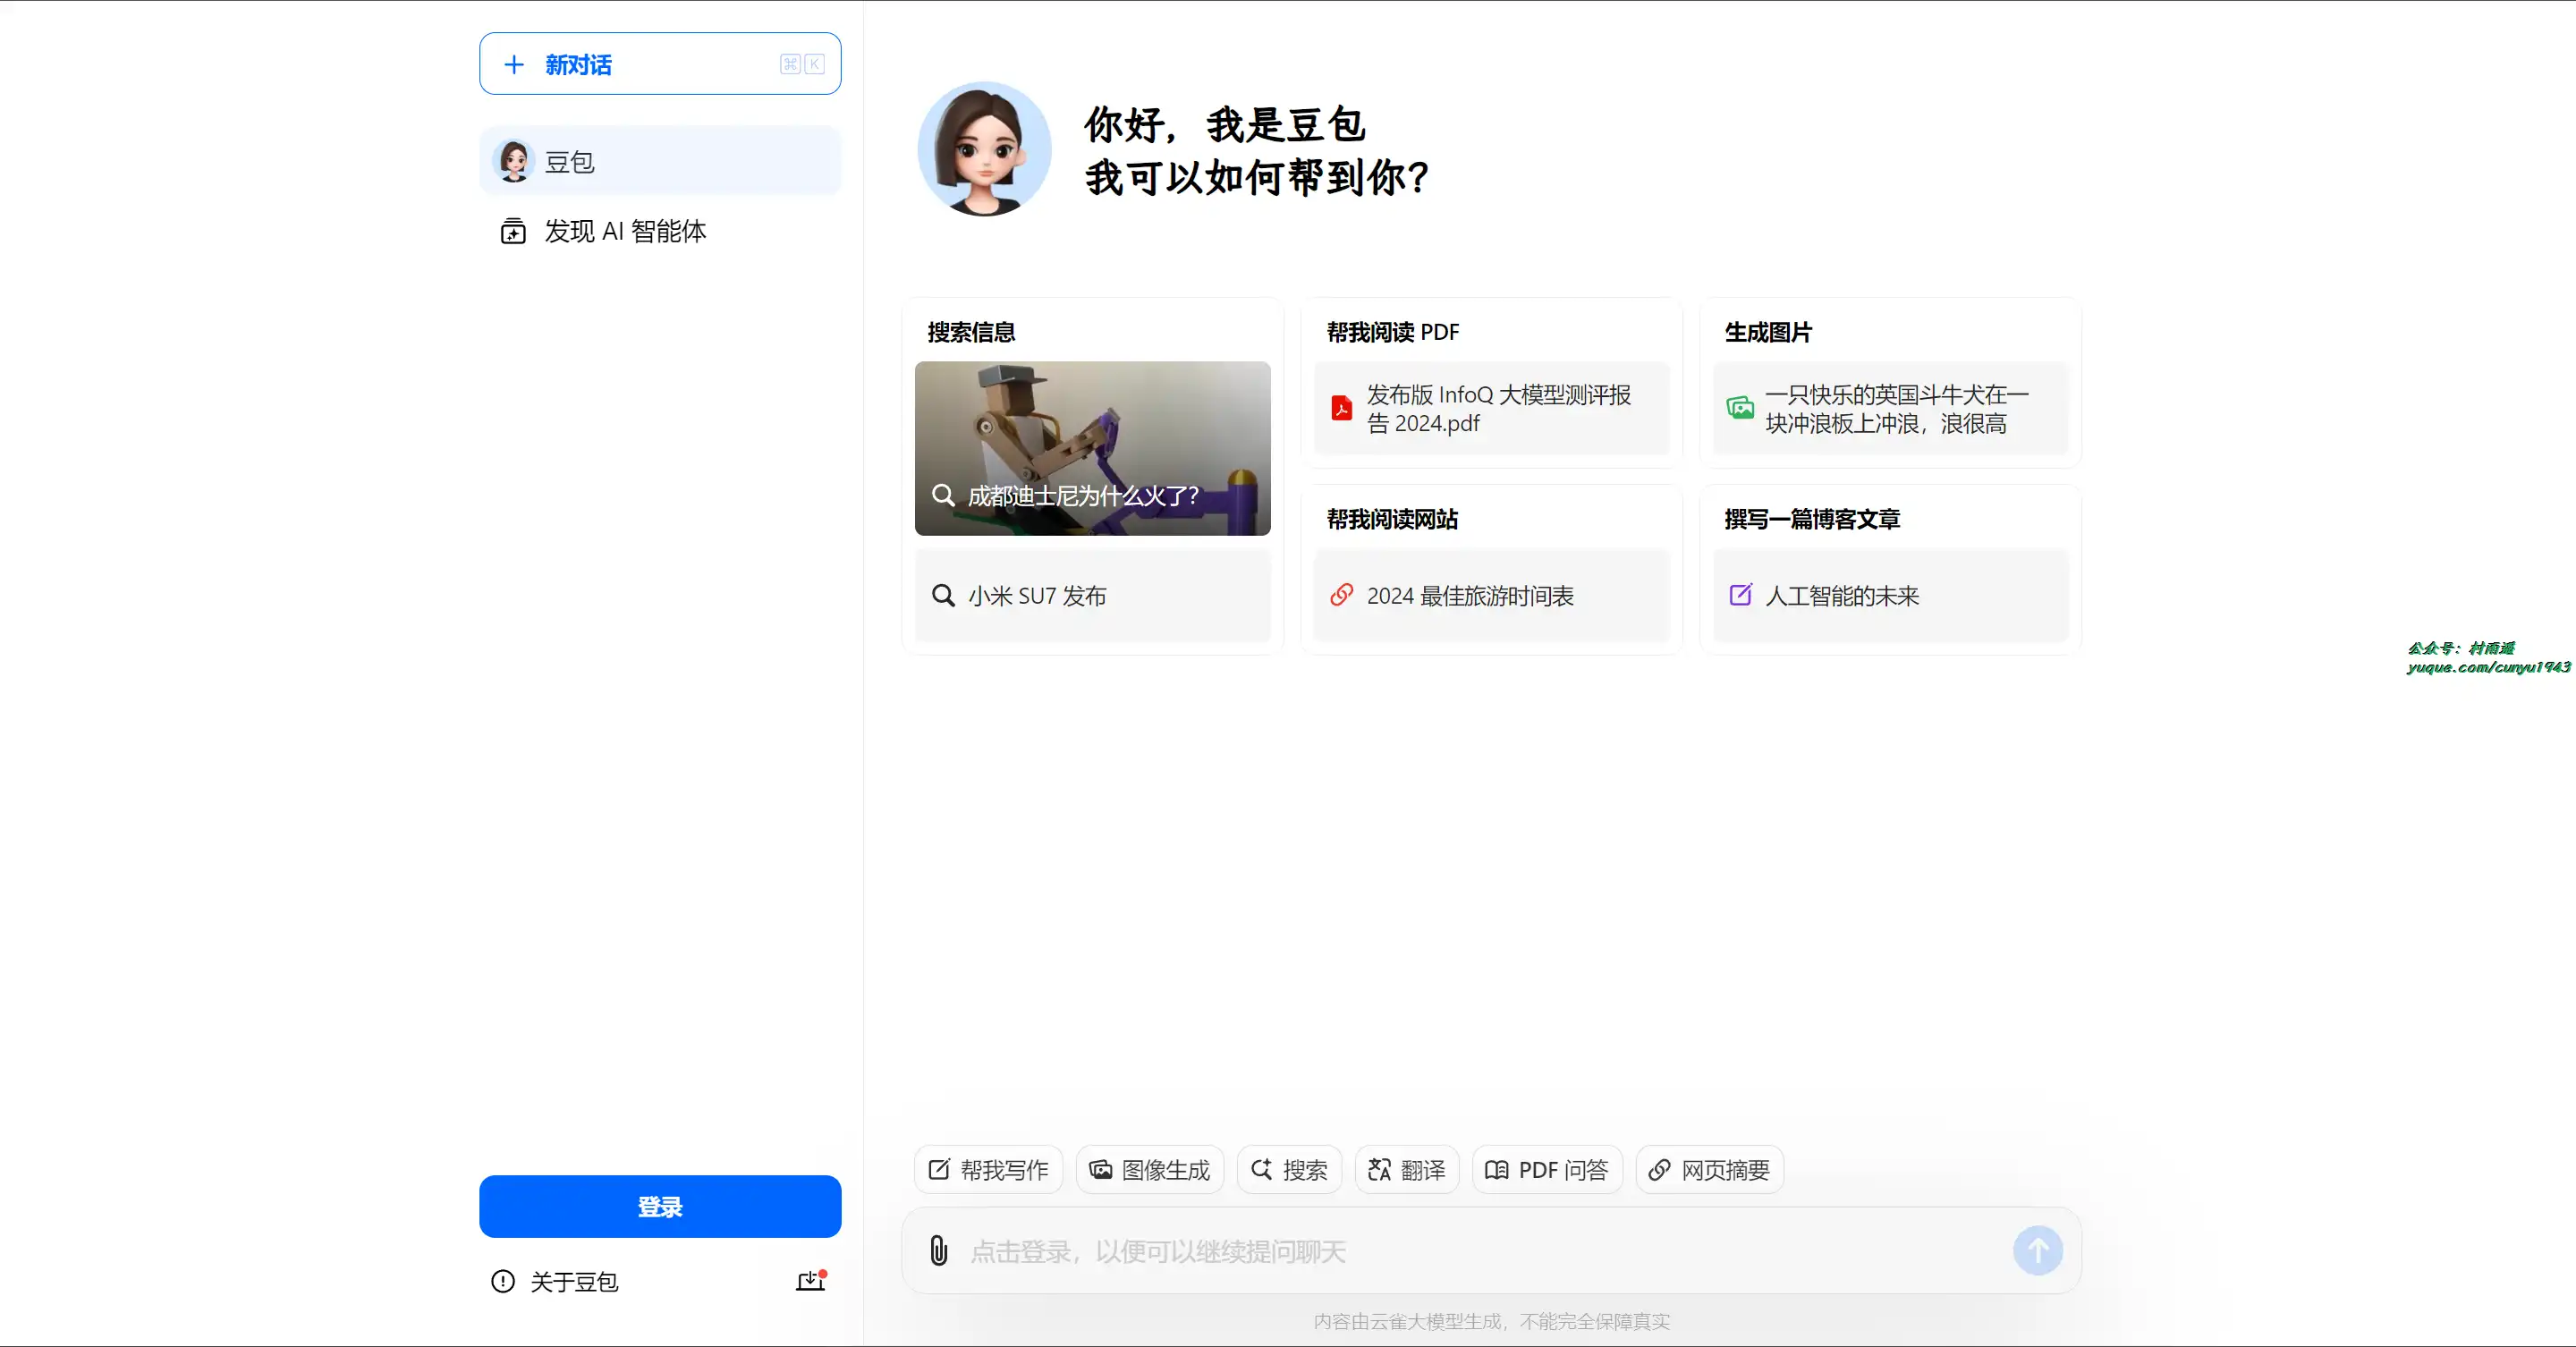 新对话
⌘ K
豆包
发现 AI 智能体
登录
关于豆包
你好，我是豆包
我可以如何帮到你？
搜索信息
成都迪士尼为什么火了？
小米 SU7 发布
帮我阅读 PDF
发布版 InfoQ 大模型测评报
告 2024.pdf
生成图片
一只快乐的英国斗牛犬在一
块冲浪板上冲浪，浪很高
帮我阅读网站
2024 最佳旅游时间表
撰写一篇博客文章
人工智能的未来
帮我写作
图像生成
搜索
翻译
PDF 问答
网页摘要
点击登录，以便可以继续提问聊天
内容由云雀大模型生成，不能完全保障真实
公众号：村雨遥
yuque.com/cunyu1943